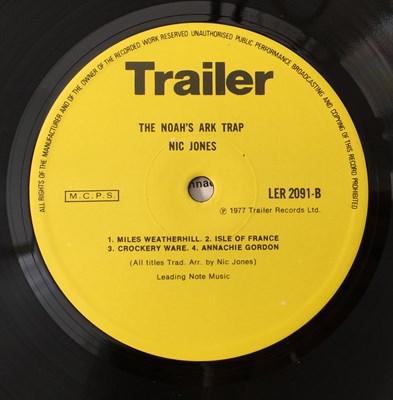 ALL RIGHTS OF THE MANUFACTURER AND OF THE OWNER OF THE RECORDED WORK RESERVED UNAUTHORISED PUBLIC PERFORMANCE BROADCASTING AND COPYING OF THIS RECORD PROHIBITED
Trailer
THE NOAH'S ARK TRAP
NIC JONES
M.C.P.S.
LER 2091-B
℗ 1977 Trailer Records Ltd.
1. MILES WEATHERHILL. 2. ISLE OF FRANCE
3. CROCKERY WARE. 4. ANNACHIE GORDON
(All titles Trad. Arr. by Nic Jones)
Leading Note Music